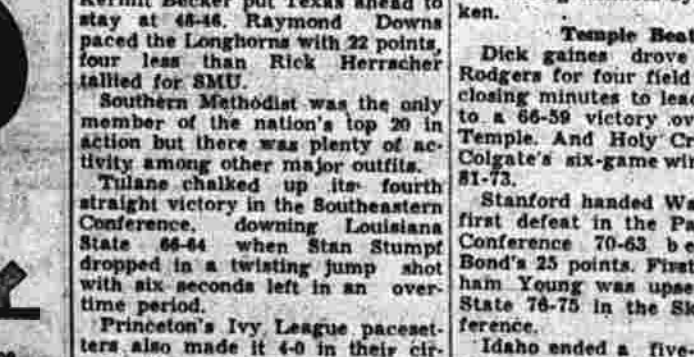 Kermit Becker put Texas ahead to
stay at 48-46. Raymond Downs
paced the Longhorns with 22 points,
four less than Rick Herrscher
tallied for SMU.
Southern Methodist was the only
member of the nation's top 20 in
action but there was plenty of ac-
tivity among other major outfits.
Tulane chalked up its fourth
straight victory in the Southeastern
Conference, downing Louisiana
State 66-64 when Stan Stumpf
dropped in a twisting jump shot
with six seconds left in an over-
time period.
Princeton's Ivy League paceset-
ters also made it 4-0 in their cir-
ken.
Temple Beat
Dick gaines drove
Rodgers for four field
closing minutes to lea
to a 66-59 victory ov
Temple. And Holy Cr
Colgate's six-game wi
81-73.
Stanford handed Wa
first defeat in the Pa
Conference 70-63 b e
Bond's 25 points. First
ham Young was upse
State 76-75 in the Sk
ference.
Idaho ended a five-